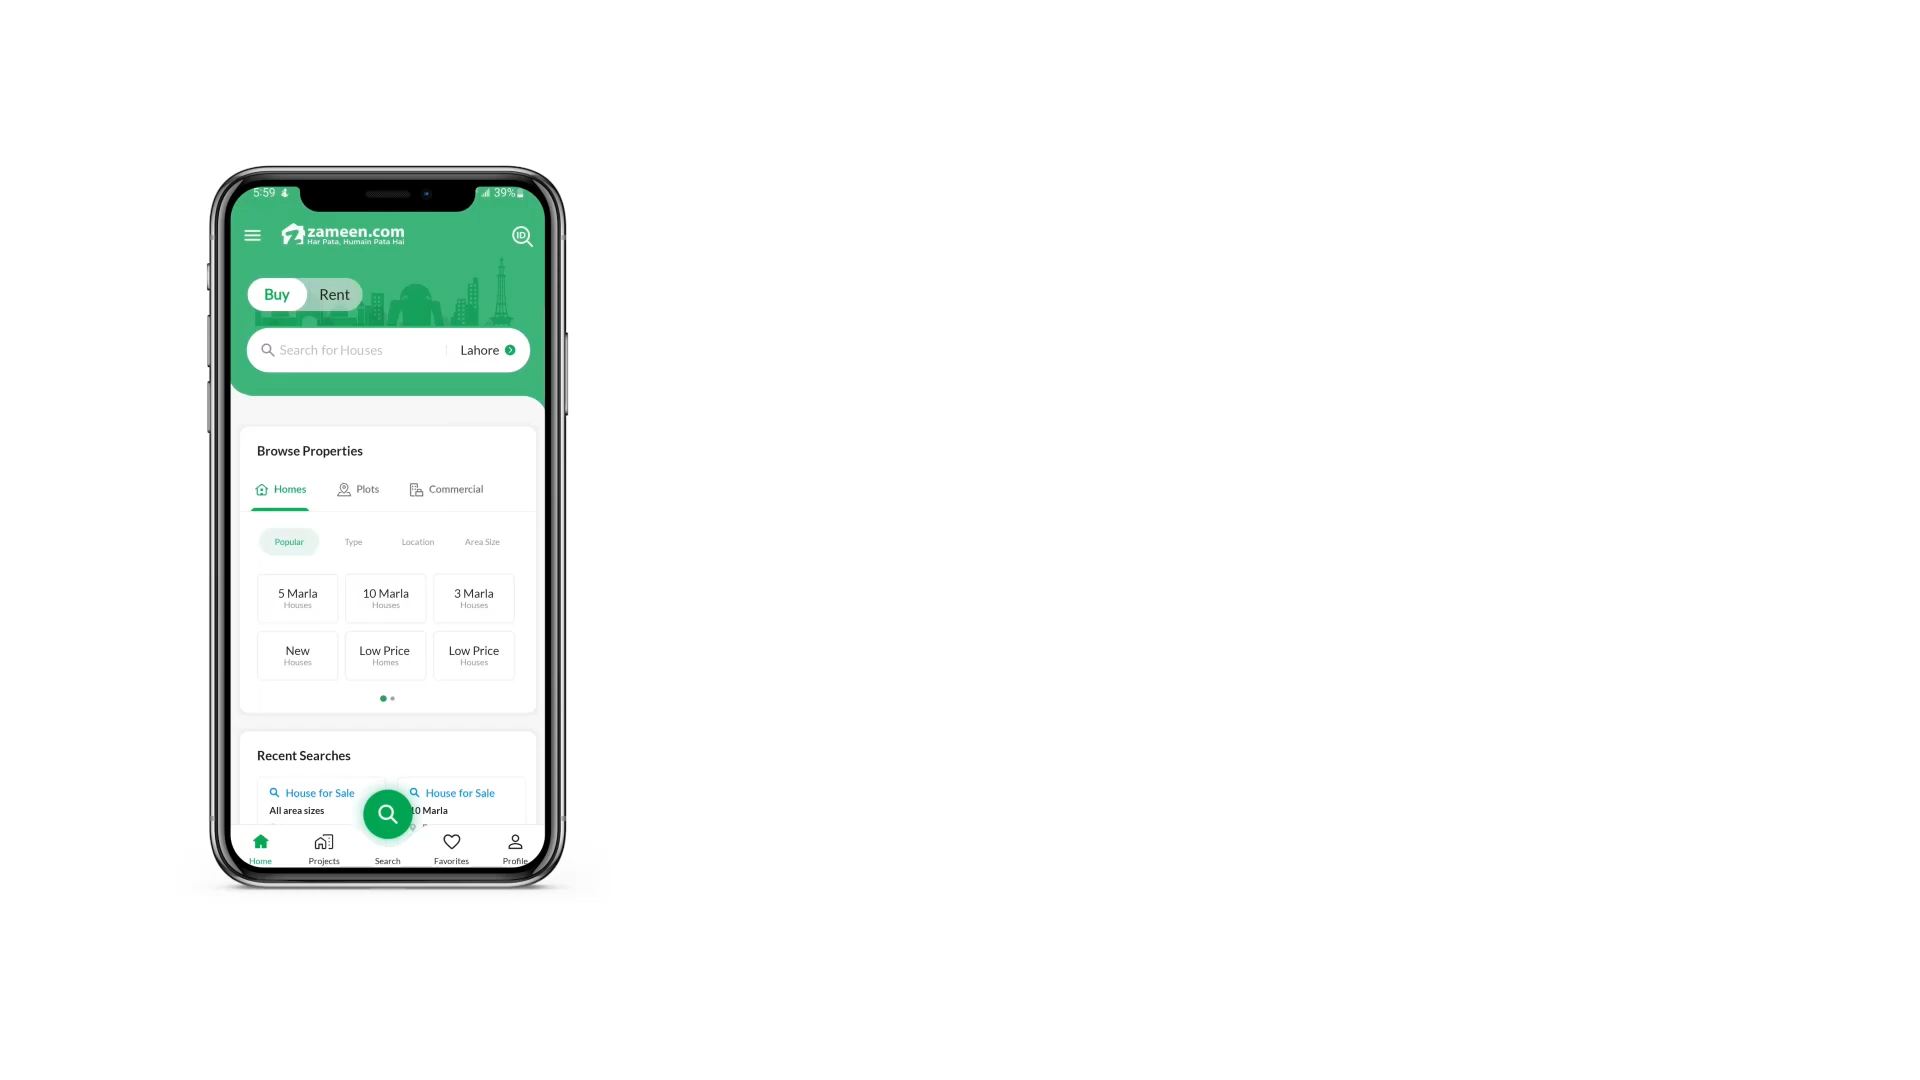 5:59
39%
zameen.com
Har Pata, Humain Pata Hai
ID
Buy
Rent
Search for Houses
Lahore
Browse Properties
Homes
Plots
Commercial
Popular
Type
Location
Area Size
5 Marla
Houses
10 Marla
Houses
3 Marla
Houses
New
Houses
Low Price
Homes
Low Price
Houses
Recent Searches
House for Sale
All area sizes
House for Sale
10 Marla
Home
Projects
Search
Favorites
Profile